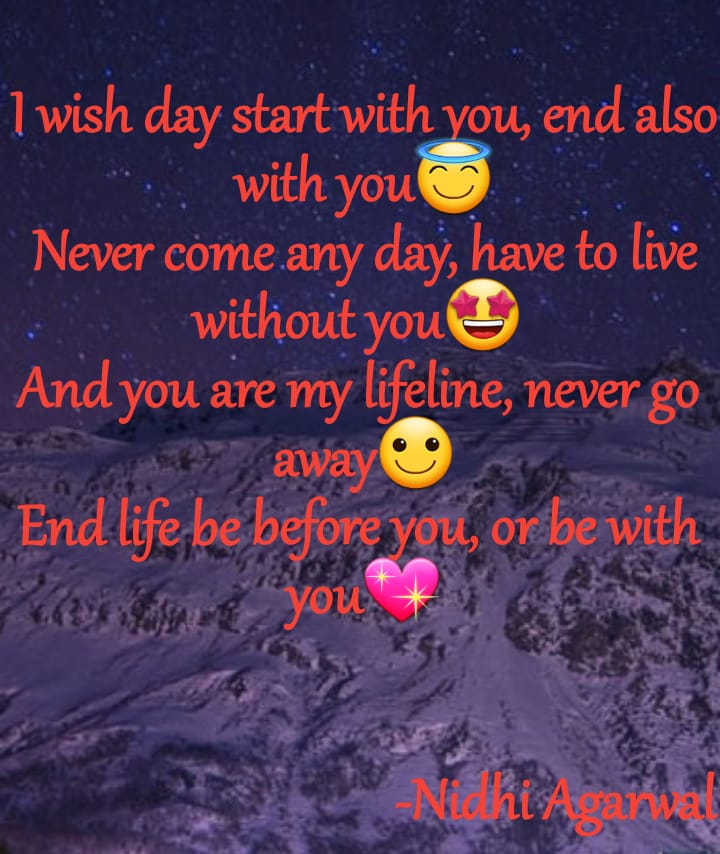 I wish day start with you, end also
with you😇
Never come any day, have to live
without you🤩
And you are my lifeline, never go
away🙂
End life be before you, or be with
you💖
-Nidhi Agarwal